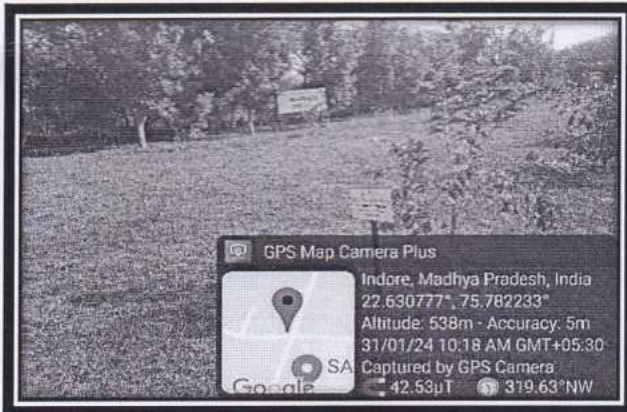 GPS Map Camera Plus
Indore, Madhya Pradesh, India
22.630777°, 75.782233°
Altitude: 538m - Accuracy: 5m
31/01/24 10:18 AM GMT+05:30
SA Captured by GPS Camera
Google 42.53µT 319.63°NW